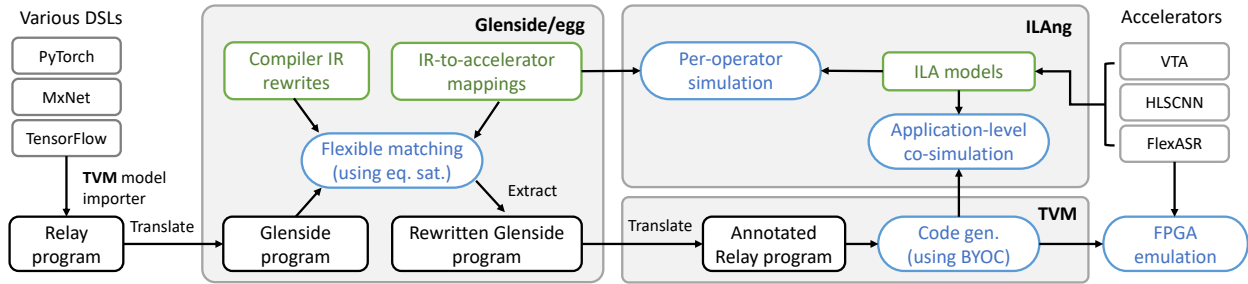 Various DSLs
PyTorch
MxNet
TensorFlow
TVM model
importer
Relay
program
Translate
Glenside/egg
Compiler IR
rewrites
IR-to-accelerator
mappings
Flexible matching
(using eq. sat.)
Extract
Glenside
program
Rewritten Glenside
program
Translate
ILAng
Per-operator
simulation
ILA models
Application-level
co-simulation
TVM
Annotated
Relay program
Code gen.
(using BYOC)
Accelerators
VTA
HLSCNN
FlexASR
FPGA
emulation